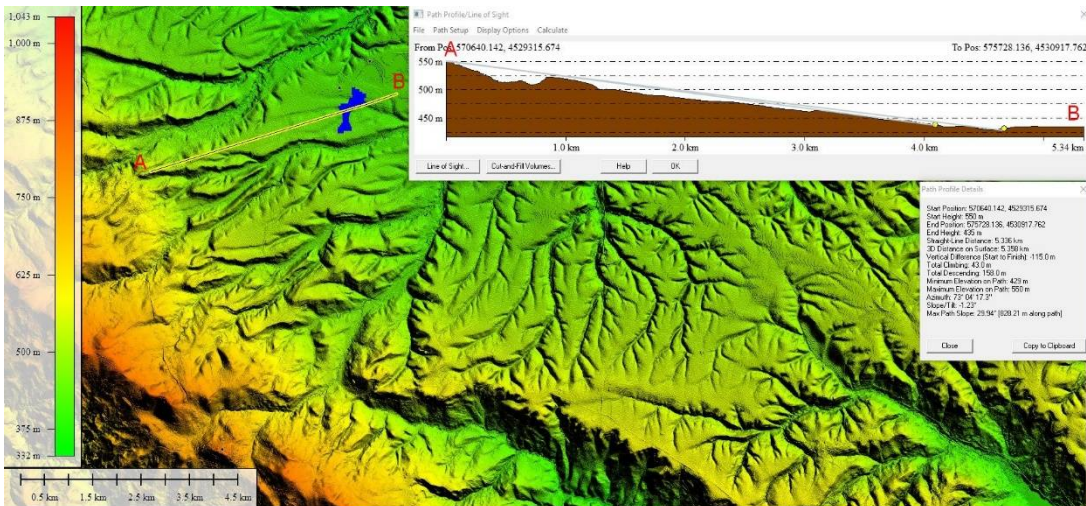 1,043 m
1,000 m
875 m
750 m
625 m
500 m
375 m
332 m
0.5 km 1.5 km 2.5 km 3.5 km 4.5 km
A
B
Path Profile/Line of Sight
File Path Setup Display Options Calculate
From Pos: 570640.142, 4529315.674
To Pos: 575728.136, 4530917.762
A
550 m
500 m
450 m
B
1.0 km 2.0 km 3.0 km 4.0 km 5.34 km
Line of Sight... Cut-and-Fill Volumes... Help OK
Path Profile Details
Start Position: 570640.142, 4529315.674
Start Height: 550 m
End Position: 575728.136, 4530917.762
End Height: 435 m
Straight-Line Distance: 5.336 km
3D Distance on Surface: 5.358 km
Vertical Difference (Start to Finish): -115.0 m
Total Climbing: 43.0 m
Total Descending: 158.0 m
Minimum Elevation on Path: 429 m
Maximum Elevation on Path: 550 m
Azimuth: 73° 04' 17.3"
Slope/Tilt: -1.23°
Max Path Slope: 29.94° (828.21 m along path)
Close Copy to Clipboard